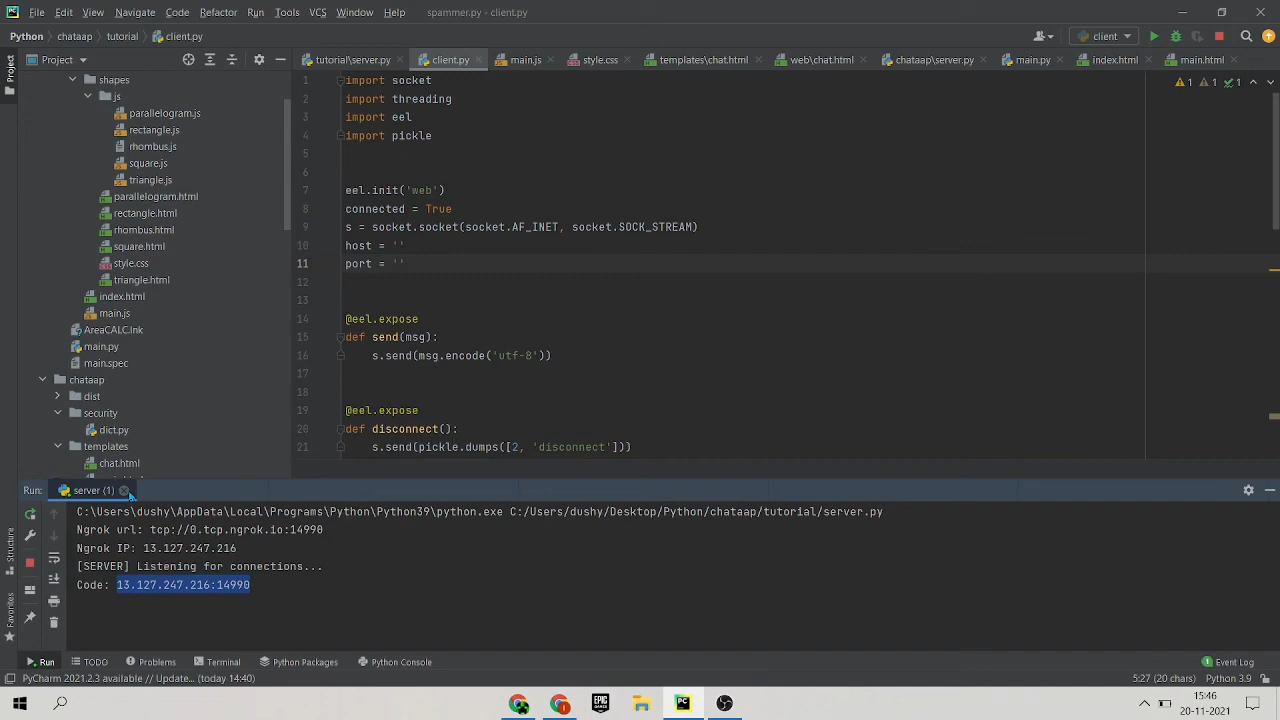 File Edit View Navigate Code Refactor Run Tools VCS Window Help spammer.py - client.py
Python chataap tutorial client.py client
Project
Project tutorial\server.py client.py main.js style.css templates\chat.html web\chat.html chataap\server.py main.py index.html main.html
shapes
js
parallelogram.js
rectangle.js
rhombus.js
square.js
triangle.js
parallelogram.html
rectangle.html
rhombus.html
square.html
style.css
triangle.html
index.html
main.js
AreaCALC.lnk
main.py
main.spec
chataap
dist
security
dict.py
templates
chat.html
1 import socket
2 import threading
3 import eel
4 import pickle
5
6
7 eel.init('web')
8 connected = True
9 s = socket.socket(socket.AF_INET, socket.SOCK_STREAM)
10 host = ''
11 port = ''
12
13
14 @eel.expose
15 def send(msg):
16 s.send(msg.encode('utf-8'))
17
18
19 @eel.expose
20 def disconnect():
21 s.send(pickle.dumps([2, 'disconnect']))
1 1 1
Run: server (1)
C:\Users\dushy\AppData\Local\Programs\Python\Python39\python.exe C:/Users/dushy/Desktop/Python/chataap/tutorial/server.py
Ngrok url: tcp://0.tcp.ngrok.io:14990
Ngrok IP: 13.127.247.216
[SERVER] Listening for connections...
Code: 13.127.247.216:14990
Structure
Favorites
Run TODO Problems Terminal Python Packages Python Console 1 Event Log
PyCharm 2021.2.3 available // Update... (today 14:40) 5:27 (20 chars) Python 3.9
EPIC GAMES
PC
15:46
20-11-2021